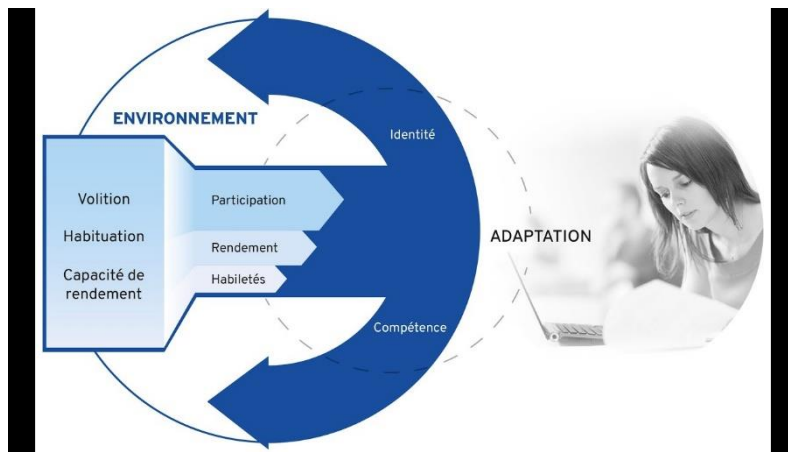 ENVIRONNEMENT
Identité
Volition
Habituation
Capacité de
rendement
Participation
Rendement
Habiletés
ADAPTATION
Compétence